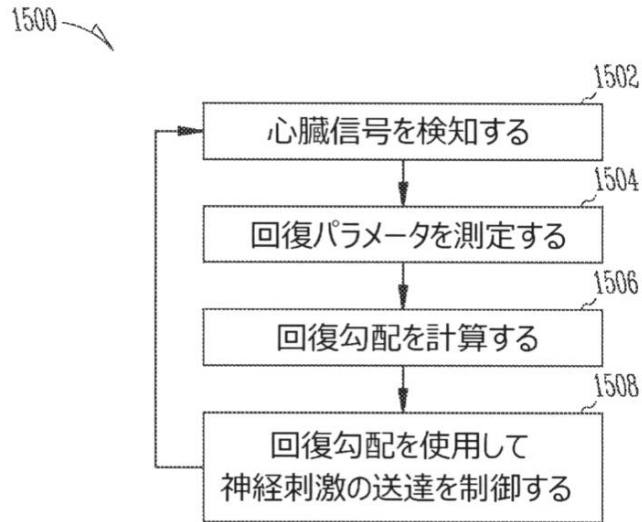 1500
1502
心臓信号を検知する
1504
回復パラメータを測定する
1506
回復勾配を計算する
1508
回復勾配を使用して
神経刺激の送達を制御する